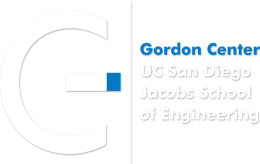 Gordon Center
UC San Diego
Jacobs School
of Engineering